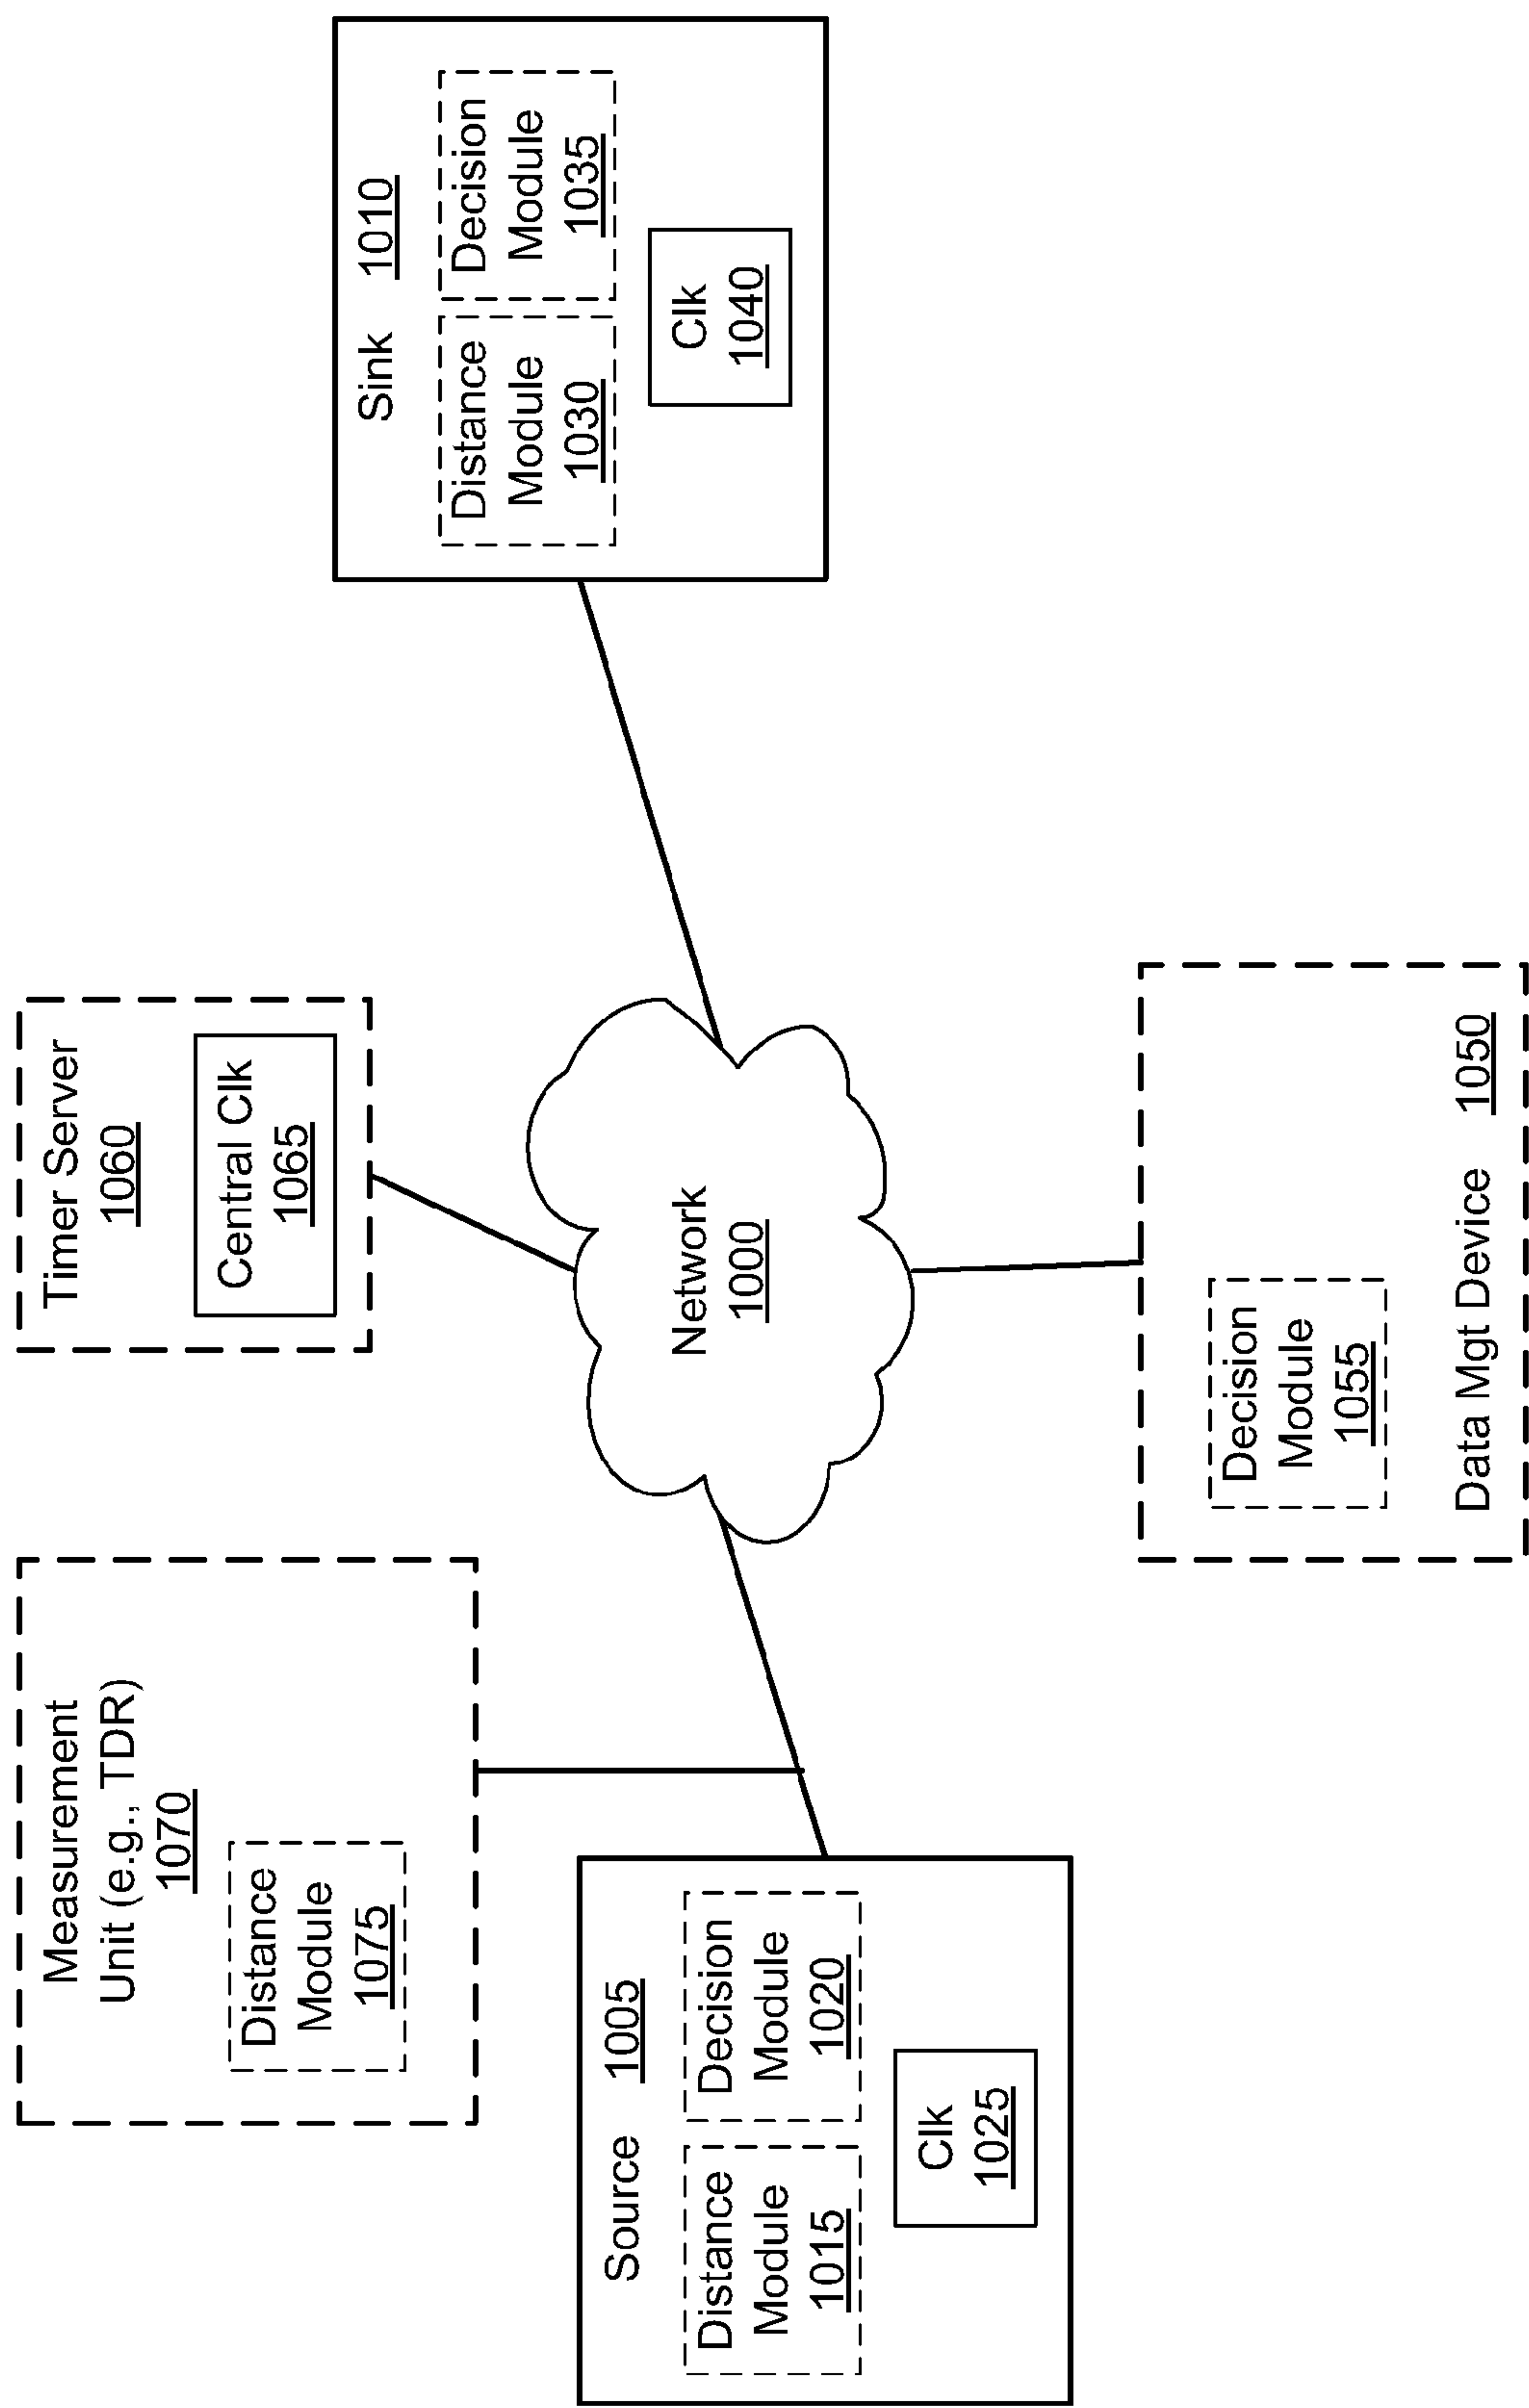 Measurement
Unit (e.g., TDR)
1070
Distance
Module
1075
Timer Server
1060
Central Clk
1065
Source 1005
Distance
Module
1015
Decision
Module
1020
Clk
1025
Network
1000
Sink 1010
Distance
Module
1030
Decision
Module
1035
Clk
1040
Decision
Module
1055
Data Mgt Device 1050